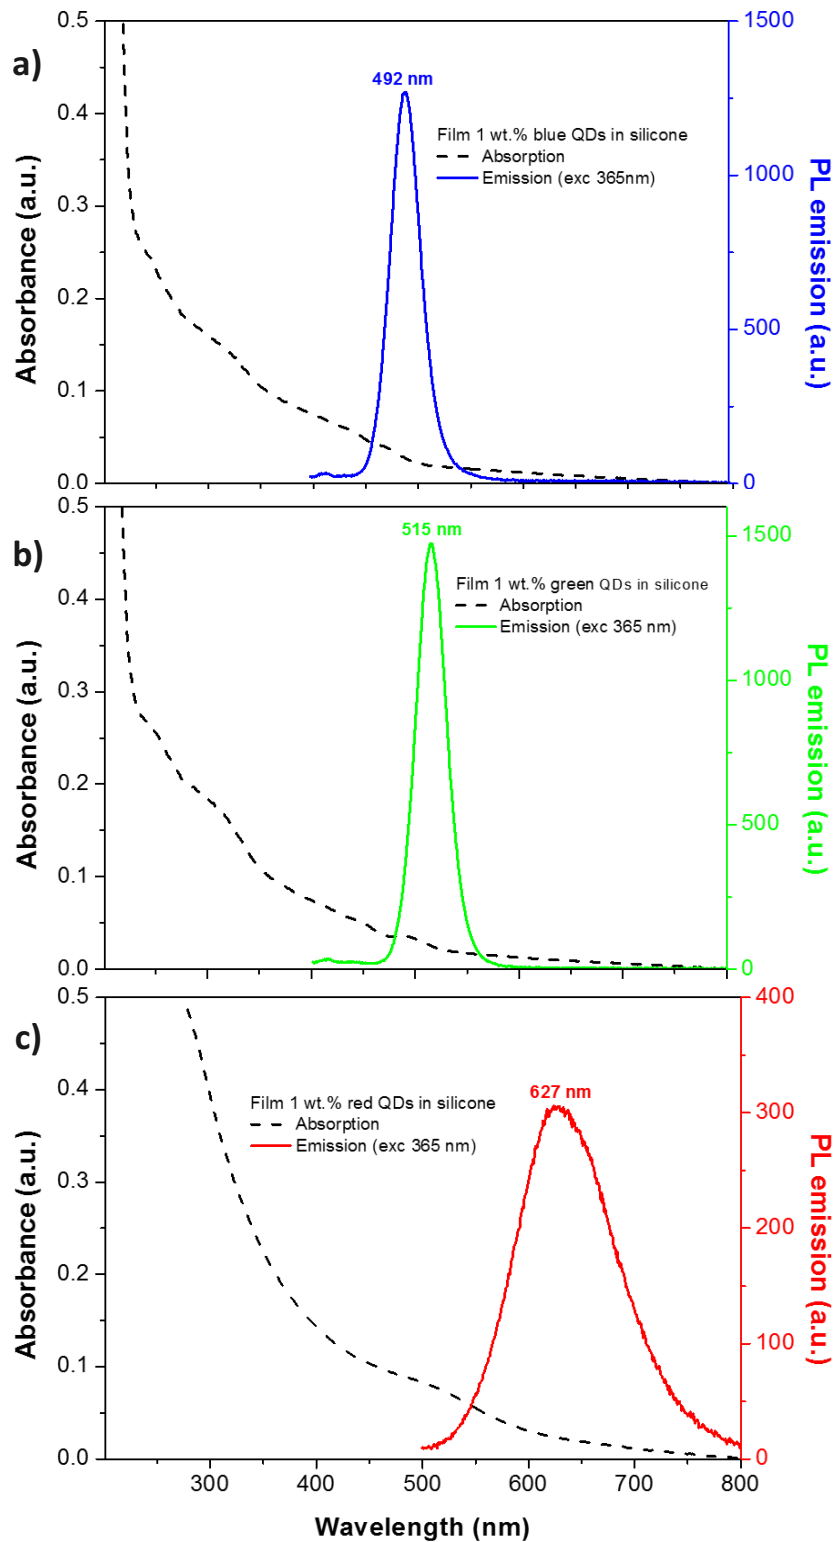 a)
0.5
0.4
0.3
0.2
0.1
0.0
Absorbance (a.u.)
492 nm
Film 1 wt.% blue QDs in silicone
Absorption
Emission (exc 365nm)
1500
1000
500
0
PL emission (a.u.)
b)
0.5
0.4
0.3
0.2
0.1
0.0
Absorbance (a.u.)
515 nm
Film 1 wt.% green QDs in silicone
Absorption
Emission (exc 365 nm)
1500
1000
500
0
PL emission (a.u.)
c)
0.5
0.4
0.3
0.2
0.1
0.0
Absorbance (a.u.)
627 nm
Film 1 wt.% red QDs in silicone
Absorption
Emission (exc 365 nm)
400
300
200
100
0
PL emission (a.u.)
300 400 500 600 700 800
Wavelength (nm)